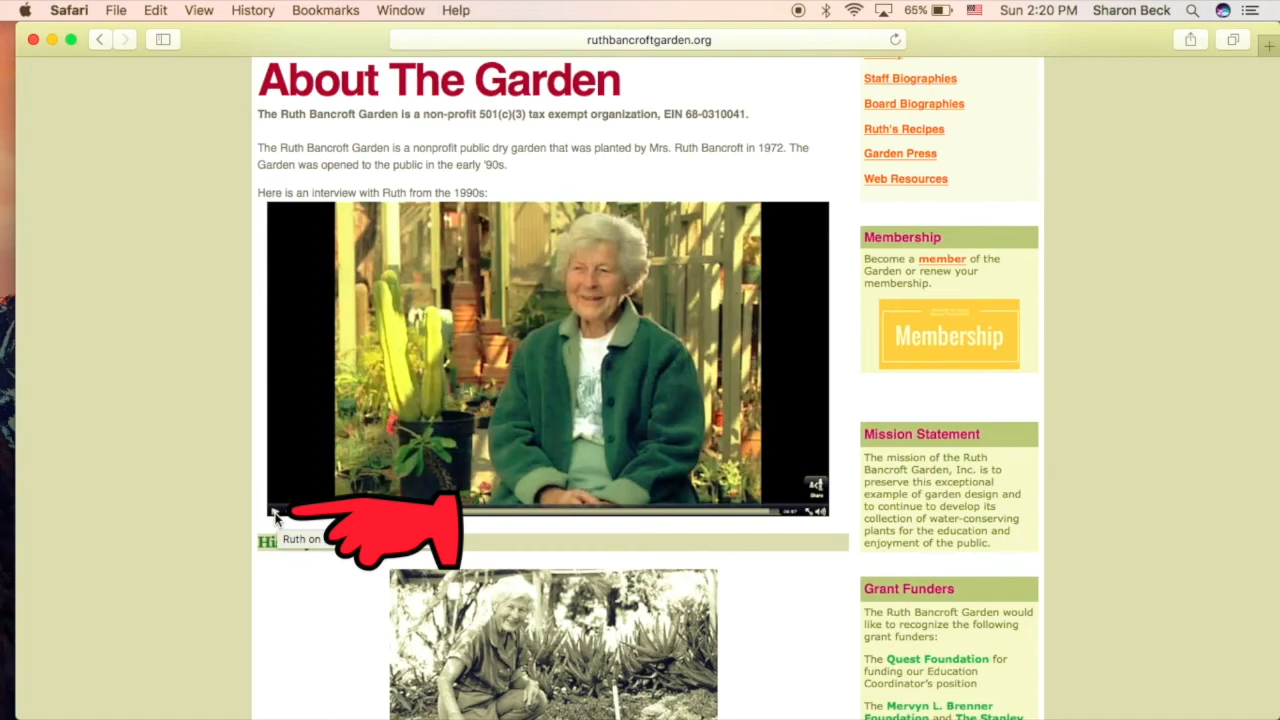 Safari File Edit View History Bookmarks Window Help 65% Sun 2:20 PM Sharon Beck
ruthbancroftgarden.org
About The Garden
The Ruth Bancroft Garden is a non-profit 501(c)(3) tax exempt organization, EIN 68-0310041.
The Ruth Bancroft Garden is a nonprofit public dry garden that was planted by Mrs. Ruth Bancroft in 1972. The
Garden was opened to the public in the early '90s.
Here is an interview with Ruth from the 1990s:
Share
Ruth on
Staff Biographies
Board Biographies
Ruth's Recipes
Garden Press
Web Resources
Membership
Become a member of the
Garden or renew your
membership.
Membership
Mission Statement
The mission of the Ruth
Bancroft Garden, Inc. is to
preserve this exceptional
example of garden design and
to continue to develop its
collection of water-conserving
plants for the education and
enjoyment of the public.
Grant Funders
The Ruth Bancroft Garden would
like to recognize the following
grant funders:
The Quest Foundation for
funding our Education
Coordinator's position
The Mervyn L. Brenner
Foundation and The Stanley